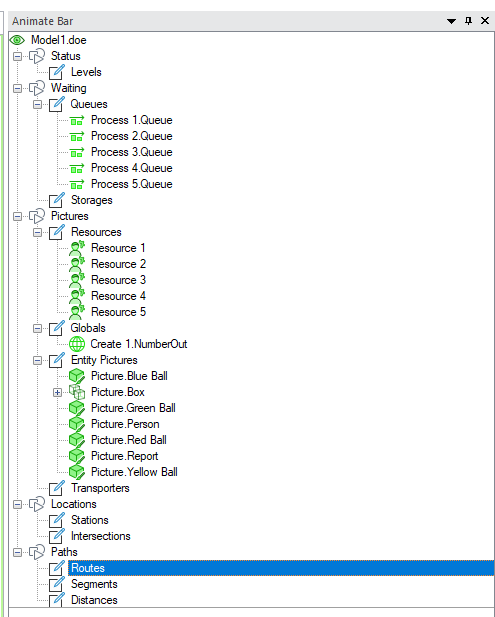 Animate Bar
Model1.doe
Status
Levels
Waiting
Queues
Process 1.Queue
Process 2.Queue
Process 3.Queue
Process 4.Queue
Process 5.Queue
Storages
Pictures
Resources
Resource 1
Resource 2
Resource 3
Resource 4
Resource 5
Globals
Create 1.NumberOut
Entity Pictures
Picture.Blue Ball
Picture.Box
Picture.Green Ball
Picture.Person
Picture.Red Ball
Picture.Report
Picture.Yellow Ball
Transporters
Locations
Stations
Intersections
Paths
Routes
Segments
Distances